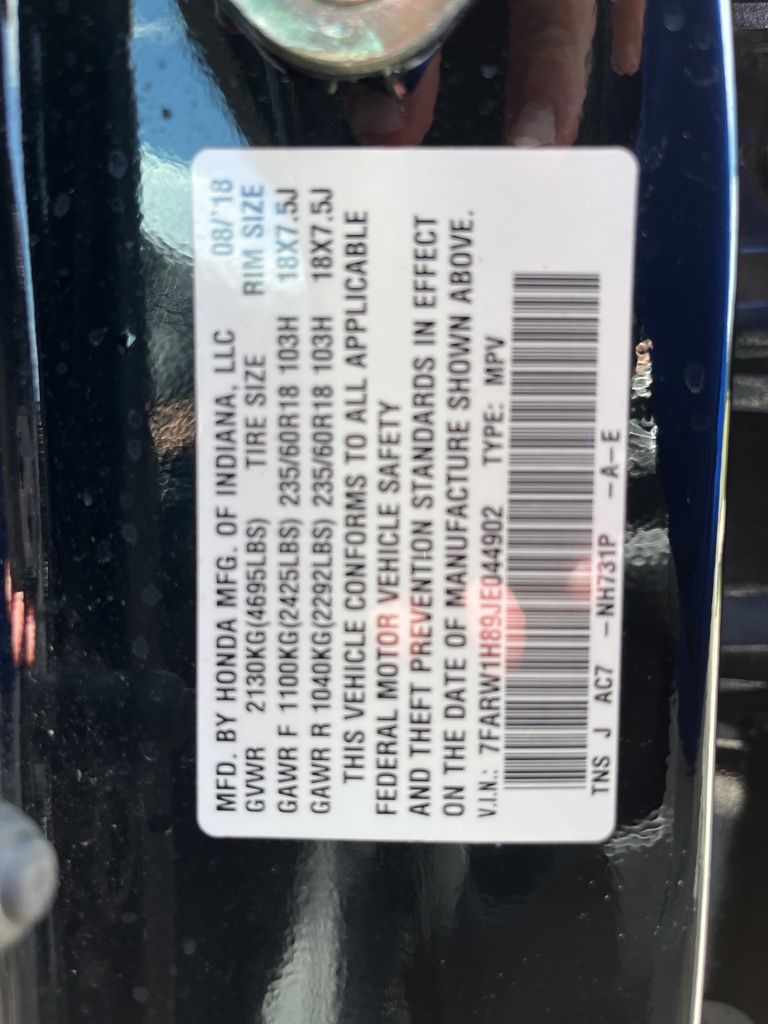 MFD. BY HONDA MFG. OF INDIANA, LLC 08/'18
GVWR 2130KG(4695LBS) TIRE SIZE RIM SIZE
GAWR F 1100KG(2425LBS) 235/60R18 103H 18X7.5J
GAWR R 1040KG(2292LBS) 235/60R18 103H 18X7.5J
THIS VEHICLE CONFORMS TO ALL APPLICABLE
FEDERAL MOTOR VEHICLE SAFETY
AND THEFT PREVENTION STANDARDS IN EFFECT
ON THE DATE OF MANUFACTURE SHOWN ABOVE.
V.I.N.: 7FARW1H89JE044902 TYPE: MPV
TNS J AC7 -NH731P -A-E